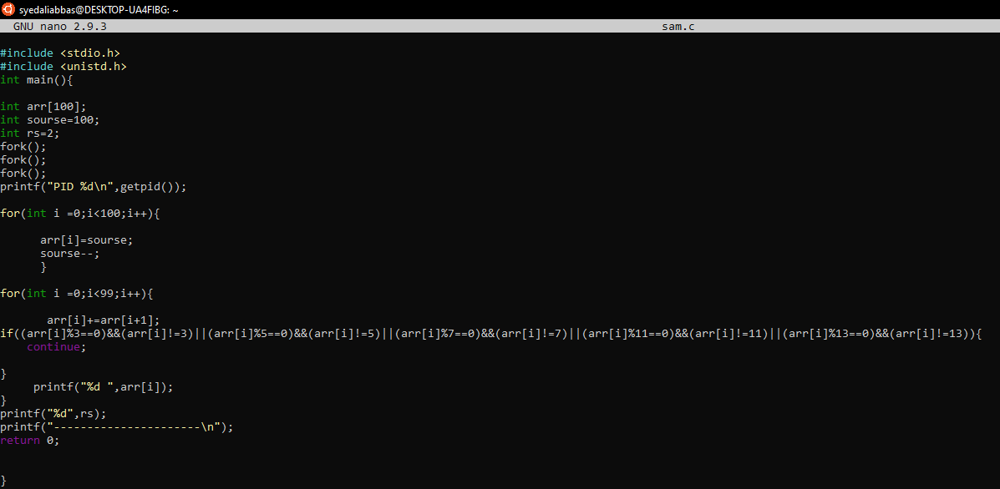 syedaliabbas@DESKTOP-UA4FIBG: ~
GNU nano 2.9.3 sam.c
#include <stdio.h>
#include <unistd.h>
int main(){
int arr[100];
int sourse=100;
int rs=2;
fork();
fork();
fork();
printf("PID %d\n",getpid());
for(int i =0;i<100;i++){
arr[i]=sourse;
sourse--;
}
for(int i =0;i<99;i++){
arr[i]+=arr[i+1];
if((arr[i]%3==0)&&(arr[i]!=3)||(arr[i]%5==0)&&(arr[i]!=5)||(arr[i]%7==0)&&(arr[i]!=7)||(arr[i]%11==0)&&(arr[i]!=11)||(arr[i]%13==0)&&(arr[i]!=13)){
continue;
}
printf("%d ",arr[i]);
}
printf("%d",rs);
printf("----------------------\n");
return 0;
}